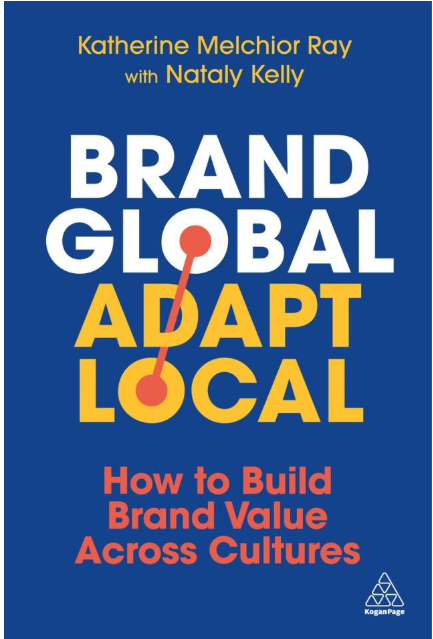 Katherine Melchior Ray
with Nataly Kelly
BRAND
GLOBAL
ADAPT
LOCAL
How to Build
Brand Value
Across Cultures
KoganPage